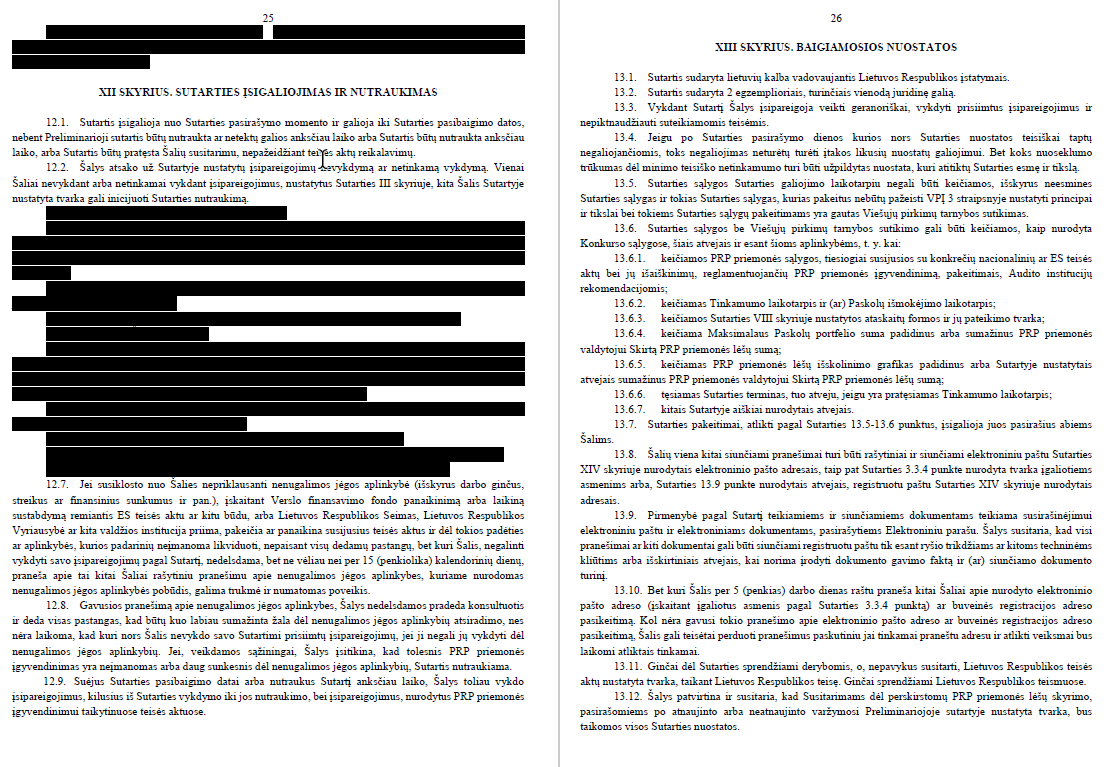 25
XII SKYRIUS. SUTARTIES ĮSIGALIOJIMAS IR NUTRAUKIMAS
12.1. Sutartis įsigalioja nuo Sutarties pasirašymo momento ir galioja iki Sutarties pasibaigimo datos,
nebent Preliminarioji sutartis būtų nutraukta ar netektų galios anksčiau laiko arba Sutartis būtų nutraukta anksčiau
laiko, arba Sutartis būtų pratęsta Šalių susitarimu, nepažeidžiant teisės aktų reikalavimų.
12.2. Šalys atsako už Sutartyje nustatytų įsipareigojimų nevykdymą ar netinkamą vykdymą. Vienai
Šaliai nevykdant arba netinkamai vykdant įsipareigojimus, nustatytus Sutarties III skyriuje, kita Šalis Sutartyje
nustatyta tvarka gali inicijuoti Sutarties nutraukimą.
12.7. Jei susiklosto nuo Šalies nepriklausanti nenugalimos jėgos aplinkybė (išskyrus darbo ginčus,
streikus ar finansinius sunkumus ir pan.), įskaitant Verslo finansavimo fondo panaikinimą arba laikiną
sustabdymą remiantis ES teisės aktu ar kitu būdu, arba Lietuvos Respublikos Seimas, Lietuvos Respublikos
Vyriausybė ar kita valdžios institucija priima, pakeičia ar panaikina susijusius teisės aktus ir dėl tokios padėties
ar aplinkybės, kurios padarinių neįmanoma likviduoti, nepaisant visų dedamų pastangų, bet kuri Šalis, negalinti
vykdyti savo įsipareigojimų pagal Sutartį, nedelsdama, bet ne vėliau nei per 15 (penkiolika) kalendorinių dienų,
praneša apie tai kitai Šaliai rašytiniu pranešimu apie nenugalimos jėgos aplinkybes, kuriame nurodomas
nenugalimos jėgos aplinkybės pobūdis, galima trukmė ir numatomas poveikis.
12.8. Gavusios pranešimą apie nenugalimos jėgos aplinkybes, Šalys nedelsdamos pradeda konsultuotis
ir deda visas pastangas, kad būtų kuo labiau sumažinta žala dėl nenugalimos jėgos aplinkybių atsiradimo, nes
nėra laikoma, kad kuri nors Šalis nevykdo savo Sutartimi prisiimtų įsipareigojimų, jei ji negali jų vykdyti dėl
nenugalimos jėgos aplinkybių. Jei, veikdamos sąžiningai, Šalys įsitikina, kad tolesnis PRP priemonės
įgyvendinimas yra neįmanomas arba daug sunkesnis dėl nenugalimos jėgos aplinkybių, Sutartis nutraukiama.
12.9. Suėjus Sutarties pasibaigimo datai arba nutraukus Sutartį anksčiau laiko, Šalys toliau vykdo
įsipareigojimus, kilusius iš Sutarties vykdymo iki jos nutraukimo, bei įsipareigojimus, nurodytus PRP priemonės
įgyvendinimui taikytinuose teisės aktuose.
26
XIII SKYRIUS. BAIGIAMOSIOS NUOSTATOS
13.1. Sutartis sudaryta lietuvių kalba vadovaujantis Lietuvos Respublikos įstatymais.
13.2. Sutartis sudaryta 2 egzemplioriais, turinčiais vienodą juridinę galią.
13.3. Vykdant Sutartį Šalys įsipareigoja veikti geranoriškai, vykdyti prisiimtus įsipareigojimus ir
nepiktnaudžiauti suteikiamomis teisėmis.
13.4. Jeigu po Sutarties pasirašymo dienos kurios nors Sutarties nuostatos teisiškai taptų
negaliojančiomis, toks negaliojimas neturėtų turėti įtakos likusių nuostatų galiojimui. Bet koks nuoseklumo
trūkumas dėl minimo teisiško netinkamumo turi būti užpildytas nuostata, kuri atitiktų Sutarties esmę ir tikslą.
13.5. Sutarties sąlygos Sutarties galiojimo laikotarpiu negali būti keičiamos, išskyrus neesmines
Sutarties sąlygas ir tokias Sutarties sąlygas, kurias pakeitus nebūtų pažeisti VPĮ 3 straipsnyje nustatyti principai
ir tikslai bei tokiems Sutarties sąlygų pakeitimams yra gautas Viešųjų pirkimų tarnybos sutikimas.
13.6. Sutarties sąlygos be Viešųjų pirkimų tarnybos sutikimo gali būti keičiamos, kaip nurodyta
Konkurso sąlygose, šiais atvejais ir esant šioms aplinkybėms, t. y. kai:
13.6.1. keičiamos PRP priemonės sąlygos, tiesiogiai susijusios su konkrečių nacionalinių ar ES teisės
aktų bei jų išaiškinimų, reglamentuojančių PRP priemonės įgyvendinimą, pakeitimais, Audito institucijų
rekomendacijomis;
13.6.2. keičiamas Tinkamumo laikotarpis ir (ar) Paskolų išmokėjimo laikotarpis;
13.6.3. keičiamos Sutarties VIII skyriuje nustatytos ataskaitų formos ir jų pateikimo tvarka;
13.6.4. keičiama Maksimalaus Paskolų portfelio suma padidinus arba sumažinus PRP priemonės
valdytojui Skirtą PRP priemonės lėšų sumą;
13.6.5. keičiamas PRP priemonės lėšų išskolinimo grafikas padidinus arba Sutartyje nustatytais
atvejais sumažinus PRP priemonės valdytojui Skirtą PRP priemonės lėšų sumą;
13.6.6. tęsiamas Sutarties terminas, tuo atveju, jeigu yra pratęsiamas Tinkamumo laikotarpis;
13.6.7. kitais Sutartyje aiškiai nurodytais atvejais.
13.7. Sutarties pakeitimai, atlikti pagal Sutarties 13.5-13.6 punktus, įsigalioja juos pasirašius abiems
Šalims.
13.8. Šalių viena kitai siunčiami pranešimai turi būti rašytiniai ir siunčiami elektroniniu paštu Sutarties
XIV skyriuje nurodytais elektroninio pašto adresais, taip pat Sutarties 3.3.4 punkte nurodyta tvarka įgaliotiems
asmenims arba, Sutarties 13.9 punkte nurodytais atvejais, registruotu paštu Sutarties XIV skyriuje nurodytais
adresais.
13.9. Pirmenybė pagal Sutartį teikiamiems ir siunčiamiems dokumentams teikiama susirašinėjimui
elektroniniu paštu ir elektroniniams dokumentams, pasirašytiems Elektroniniu parašu. Šalys susitaria, kad visi
pranešimai ar kiti dokumentai gali būti siunčiami registruotu paštu tik esant ryšio trikdžiams ar kitoms techninėms
kliūtims arba išskirtiniais atvejais, kai norima įrodyti dokumento gavimo faktą ir (ar) siunčiamo dokumento
turinį.
13.10. Bet kuri Šalis per 5 (penkias) darbo dienas raštu praneša kitai Šaliai apie nurodyto elektroninio
pašto adreso (įskaitant įgaliotus asmenis pagal Sutarties 3.3.4 punktą) ar buveinės registracijos adreso
pasikeitimą. Kol nėra gavusi tokio pranešimo apie elektroninio pašto adreso ar buveinės registracijos adreso
pasikeitimą, Šalis gali teisėtai perduoti pranešimus paskutiniu jai tinkamai praneštu adresu ir atlikti veiksmai bus
laikomi atliktais tinkamai.
13.11. Ginčai dėl Sutarties sprendžiami derybomis, o, nepavykus susitarti, Lietuvos Respublikos teisės
aktų nustatyta tvarka, taikant Lietuvos Respublikos teisę. Ginčai sprendžiami Lietuvos Respublikos teismuose.
13.12. Šalys patvirtina ir susitaria, kad Susitarimams dėl perskirstomų PRP priemonės lėšų skyrimo,
pasirašomiems po atnaujinto arba neatnaujinto varžymosi Preliminariojoje sutartyje nustatyta tvarka, bus
taikomos visos Sutarties nuostatos.